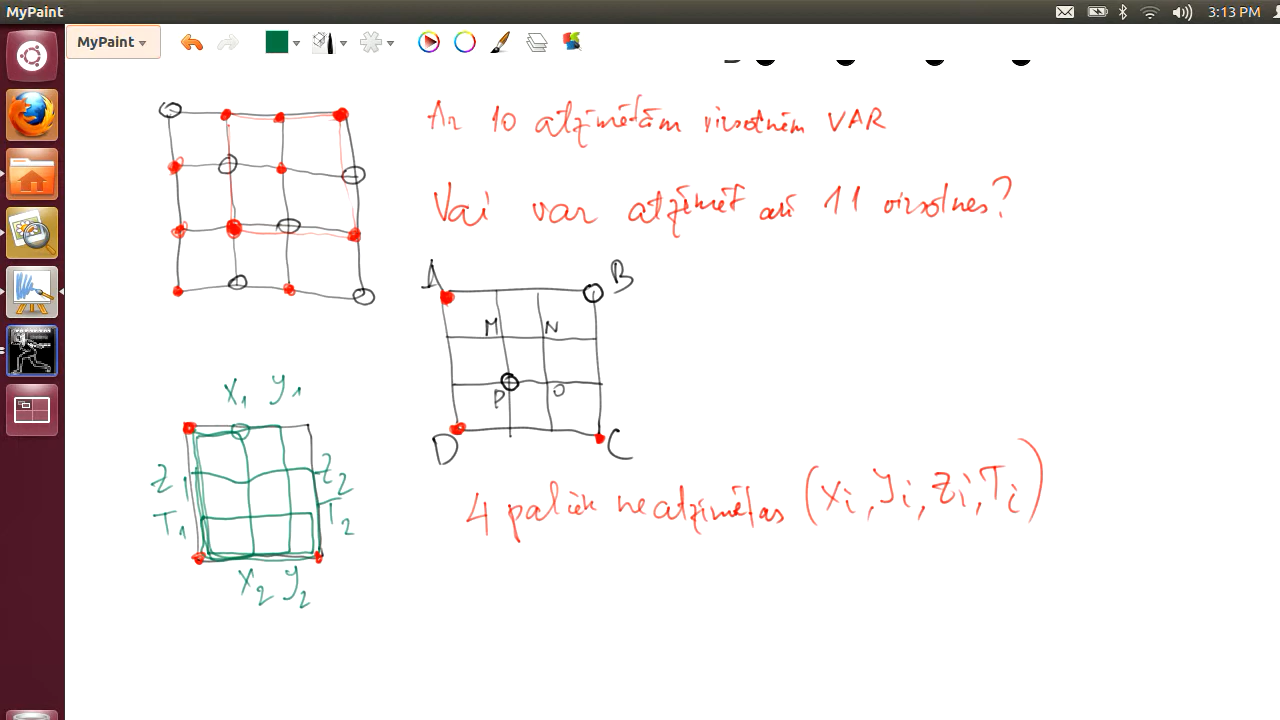 MyPaint
3:13 PM
MyPaint
Ar 10 atzīmētām virsotnēm VAR
Vai var atzīmēt arī 11 virsotnes?
A B
M N
P O
D C
X1 Y1
Z1 Z2
T1 T2
X2 Y2
4 paliek neatzīmētas (Xi, Yi, Zi, Ti)